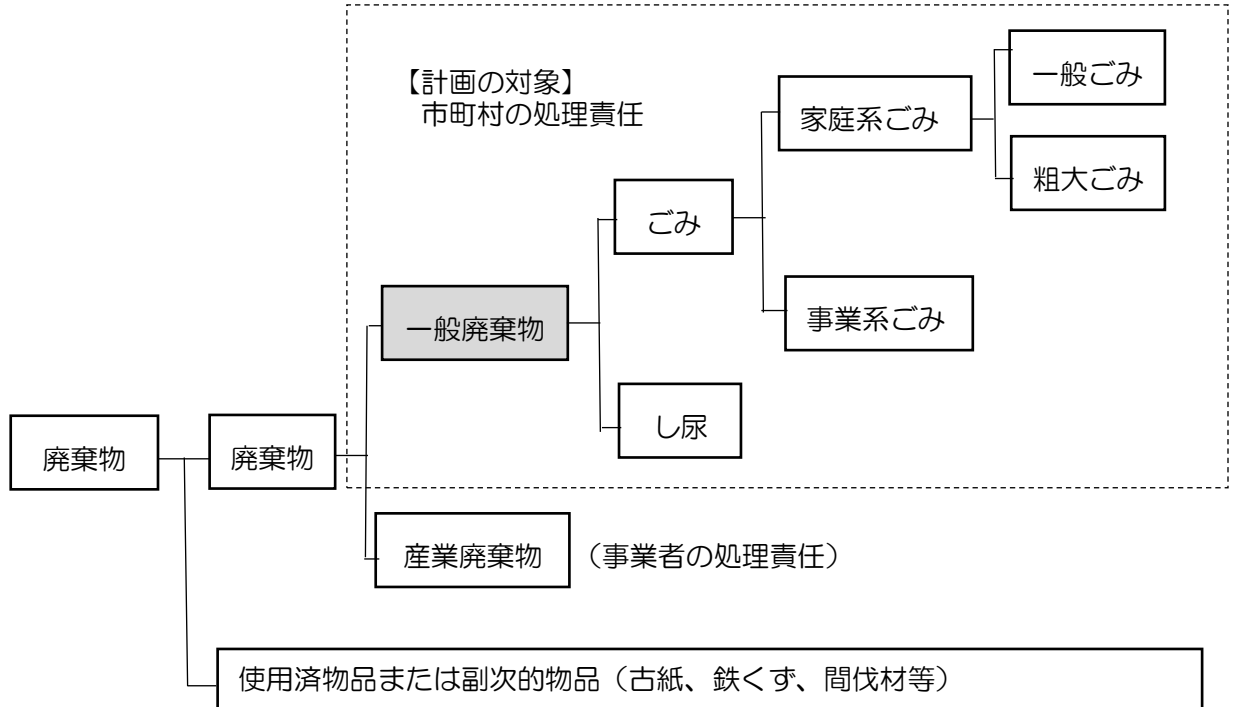 【計画の対象】
市町村の処理責任
一般ごみ
家庭系ごみ
粗大ごみ
ごみ
事業系ごみ
一般廃棄物
し尿
廃棄物
廃棄物
産業廃棄物
（事業者の処理責任）
使用済物品または副次的物品（古紙、鉄くず、間伐材等）